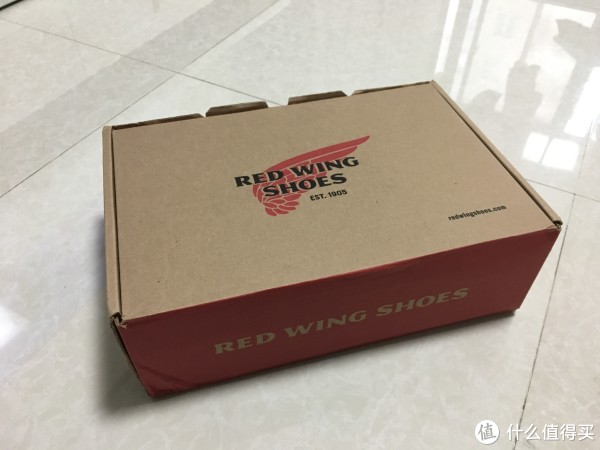 RED WING
SHOES
EST. 1905
redwingshoes.com
RED WING SHOES
值 什么值得买